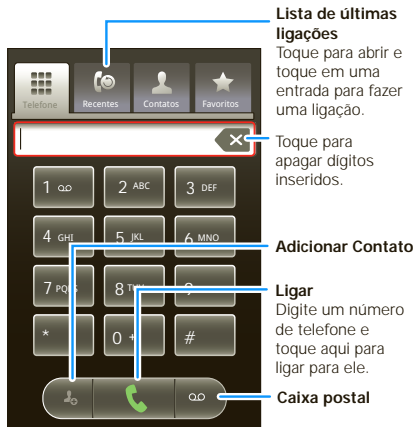 Lista de últimas
ligações
Toque para abrir e
toque em uma
entrada para fazer
uma ligação.
Telefone Recentes Contatos Favoritos
Toque para
apagar dígitos
inseridos.
1 2 ABC 3 DEF
4 GHI 5 JKL 6 MNO
Adicionar Contato
7 8
* 0 + #
Ligar
Digite um número
de telefone e
toque aqui para
ligar para ele.
Caixa postal